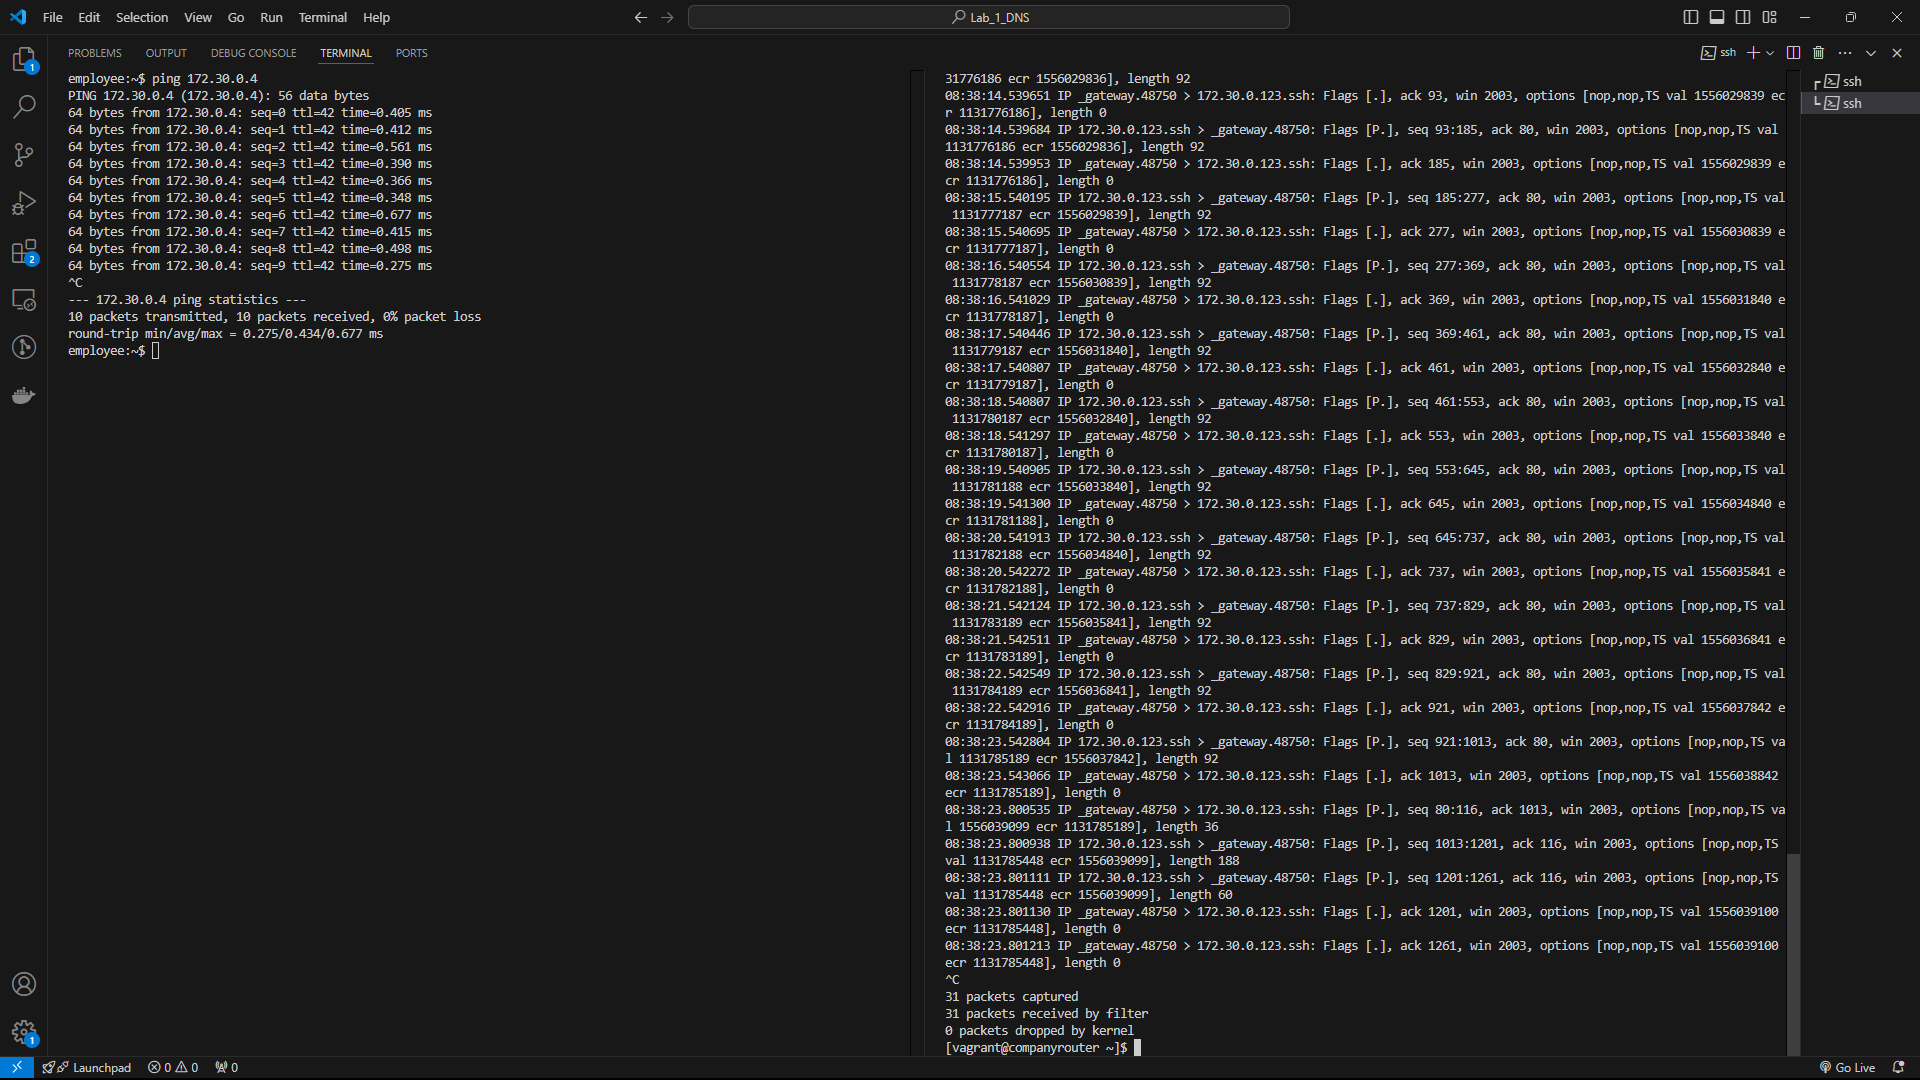 File Edit Selection View Go Run Terminal Help
Lab_1_DNS
PROBLEMS OUTPUT DEBUG CONSOLE TERMINAL PORTS
ssh
employee:~$ ping 172.30.0.4
PING 172.30.0.4 (172.30.0.4): 56 data bytes
64 bytes from 172.30.0.4: seq=0 ttl=42 time=0.405 ms
64 bytes from 172.30.0.4: seq=1 ttl=42 time=0.412 ms
64 bytes from 172.30.0.4: seq=2 ttl=42 time=0.561 ms
64 bytes from 172.30.0.4: seq=3 ttl=42 time=0.390 ms
64 bytes from 172.30.0.4: seq=4 ttl=42 time=0.366 ms
64 bytes from 172.30.0.4: seq=5 ttl=42 time=0.348 ms
64 bytes from 172.30.0.4: seq=6 ttl=42 time=0.677 ms
64 bytes from 172.30.0.4: seq=7 ttl=42 time=0.415 ms
64 bytes from 172.30.0.4: seq=8 ttl=42 time=0.498 ms
64 bytes from 172.30.0.4: seq=9 ttl=42 time=0.275 ms
^C
--- 172.30.0.4 ping statistics ---
10 packets transmitted, 10 packets received, 0% packet loss
round-trip min/avg/max = 0.275/0.434/0.677 ms
employee:~$
31776186 ecr 1556029836], length 92
08:38:14.539651 IP _gateway.48750 > 172.30.0.123.ssh: Flags [.], ack 93, win 2003, options [nop,nop,TS val 1556029839 ec
r 1131776186], length 0
08:38:14.539684 IP 172.30.0.123.ssh > _gateway.48750: Flags [P.], seq 93:185, ack 80, win 2003, options [nop,nop,TS val
1131776186 ecr 1556029836], length 92
08:38:14.539953 IP _gateway.48750 > 172.30.0.123.ssh: Flags [.], ack 185, win 2003, options [nop,nop,TS val 1556029839 e
cr 1131776186], length 0
08:38:15.540195 IP 172.30.0.123.ssh > _gateway.48750: Flags [P.], seq 185:277, ack 80, win 2003, options [nop,nop,TS val
1131777187 ecr 1556029839], length 92
08:38:15.540695 IP _gateway.48750 > 172.30.0.123.ssh: Flags [.], ack 277, win 2003, options [nop,nop,TS val 1556030839 e
cr 1131777187], length 0
08:38:16.540554 IP 172.30.0.123.ssh > _gateway.48750: Flags [P.], seq 277:369, ack 80, win 2003, options [nop,nop,TS val
1131778187 ecr 1556030839], length 92
08:38:16.541029 IP _gateway.48750 > 172.30.0.123.ssh: Flags [.], ack 369, win 2003, options [nop,nop,TS val 1556031840 e
cr 1131778187], length 0
08:38:17.540446 IP 172.30.0.123.ssh > _gateway.48750: Flags [P.], seq 369:461, ack 80, win 2003, options [nop,nop,TS val
1131779187 ecr 1556031840], length 92
08:38:17.540807 IP _gateway.48750 > 172.30.0.123.ssh: Flags [.], ack 461, win 2003, options [nop,nop,TS val 1556032840 e
cr 1131779187], length 0
08:38:18.540807 IP 172.30.0.123.ssh > _gateway.48750: Flags [P.], seq 461:553, ack 80, win 2003, options [nop,nop,TS val
1131780187 ecr 1556032840], length 92
08:38:18.541297 IP _gateway.48750 > 172.30.0.123.ssh: Flags [.], ack 553, win 2003, options [nop,nop,TS val 1556033840 e
cr 1131780187], length 0
08:38:19.540905 IP 172.30.0.123.ssh > _gateway.48750: Flags [P.], seq 553:645, ack 80, win 2003, options [nop,nop,TS val
1131781188 ecr 1556033840], length 92
08:38:19.541300 IP _gateway.48750 > 172.30.0.123.ssh: Flags [.], ack 645, win 2003, options [nop,nop,TS val 1556034840 e
cr 1131781188], length 0
08:38:20.541913 IP 172.30.0.123.ssh > _gateway.48750: Flags [P.], seq 645:737, ack 80, win 2003, options [nop,nop,TS val
1131782188 ecr 1556034840], length 92
08:38:20.542272 IP _gateway.48750 > 172.30.0.123.ssh: Flags [.], ack 737, win 2003, options [nop,nop,TS val 1556035841 e
cr 1131782188], length 0
08:38:21.542124 IP 172.30.0.123.ssh > _gateway.48750: Flags [P.], seq 737:829, ack 80, win 2003, options [nop,nop,TS val
1131783189 ecr 1556035841], length 92
08:38:21.542511 IP _gateway.48750 > 172.30.0.123.ssh: Flags [.], ack 829, win 2003, options [nop,nop,TS val 1556036841 e
cr 1131783189], length 0
08:38:22.542549 IP 172.30.0.123.ssh > _gateway.48750: Flags [P.], seq 829:921, ack 80, win 2003, options [nop,nop,TS val
1131784189 ecr 1556036841], length 92
08:38:22.542916 IP _gateway.48750 > 172.30.0.123.ssh: Flags [.], ack 921, win 2003, options [nop,nop,TS val 1556037842 e
cr 1131784189], length 0
08:38:23.542804 IP 172.30.0.123.ssh > _gateway.48750: Flags [P.], seq 921:1013, ack 80, win 2003, options [nop,nop,TS va
l 1131785189 ecr 1556037842], length 92
08:38:23.543066 IP _gateway.48750 > 172.30.0.123.ssh: Flags [.], ack 1013, win 2003, options [nop,nop,TS val 1556038842
ecr 1131785189], length 0
08:38:23.800535 IP _gateway.48750 > 172.30.0.123.ssh: Flags [P.], seq 80:116, ack 1013, win 2003, options [nop,nop,TS va
l 1556039099 ecr 1131785189], length 36
08:38:23.800938 IP 172.30.0.123.ssh > _gateway.48750: Flags [P.], seq 1013:1201, ack 116, win 2003, options [nop,nop,TS
val 1131785448 ecr 1556039099], length 188
08:38:23.801111 IP 172.30.0.123.ssh > _gateway.48750: Flags [P.], seq 1201:1261, ack 116, win 2003, options [nop,nop,TS
val 1131785448 ecr 1556039099], length 60
08:38:23.801130 IP _gateway.48750 > 172.30.0.123.ssh: Flags [.], ack 1201, win 2003, options [nop,nop,TS val 1556039100
ecr 1131785448], length 0
08:38:23.801213 IP _gateway.48750 > 172.30.0.123.ssh: Flags [.], ack 1261, win 2003, options [nop,nop,TS val 1556039100
ecr 1131785448], length 0
^C
31 packets captured
31 packets received by filter
0 packets dropped by kernel
[vagrant@companyrouter ~]$
ssh
ssh
1
2
1
Launchpad 0 0 0
Go Live